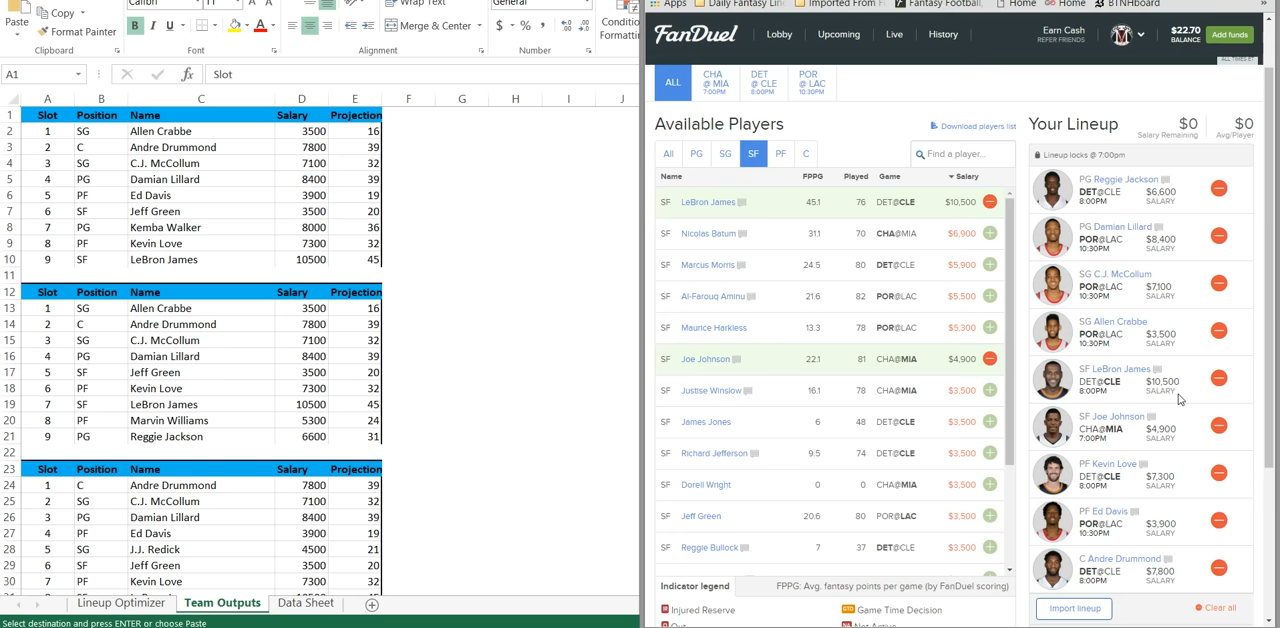 Calibri 11 Wrap Text General
Copy
Paste Format Painter
B I U A Merge & Center $ % , Conditio
Formattin
Clipboard Font Alignment Number
A1 fx Slot
A B C D E F G H I J
1 Slot Position Name Salary Projection
2 1 SG Allen Crabbe 3500 16
3 2 C Andre Drummond 7800 39
4 3 SG C.J. McCollum 7100 32
5 4 PG Damian Lillard 8400 39
6 5 PF Ed Davis 3900 19
7 6 SF Jeff Green 3500 20
8 7 PG Kemba Walker 8000 36
9 8 PF Kevin Love 7300 32
10 9 SF LeBron James 10500 45
11
12 Slot Position Name Salary Projection
13 1 SG Allen Crabbe 3500 16
14 2 C Andre Drummond 7800 39
15 3 SG C.J. McCollum 7100 32
16 4 PG Damian Lillard 8400 39
17 5 SF Jeff Green 3500 20
18 6 PF Kevin Love 7300 32
19 7 SF LeBron James 10500 45
20 8 PF Marvin Williams 5300 24
21 9 PG Reggie Jackson 6600 31
22
23 Slot Position Name Salary Projection
24 1 C Andre Drummond 7800 39
25 2 SG C.J. McCollum 7100 32
26 3 PG Damian Lillard 8400 39
27 4 PF Ed Davis 3900 19
28 5 SG J.J. Redick 4500 21
29 6 SF Jeff Green 3500 20
30 7 PF Kevin Love 7300 32
Lineup Optimizer Team Outputs Data Sheet
Select destination and press ENTER or choose Paste
Apps Daily Fantasy Line Imported From F Fantasy Football, Home Home BTNHboard »
FanDuel Lobby Upcoming Live History
Earn Cash
REFER FRIENDS
$22.70
BALANCE
Add funds
ALL TIMES ET
ALL
CHA
@ MIA
7:00PM
DET
@ CLE
8:00PM
POR
@ LAC
10:30PM
Available Players
Download players list
All PG SG SF PF C
Find a player...
Name FPPG Played Game Salary
SF LeBron James 45.1 76 DET@CLE $10,500
SF Nicolas Batum 31.1 70 CHA@MIA $6,900
SF Marcus Morris 24.5 80 DET@CLE $5,900
SF Al-Farouq Aminu 21.6 82 POR@LAC $5,500
SF Maurice Harkless 13.3 78 POR@LAC $5,300
SF Joe Johnson 22.1 81 CHA@MIA $4,900
SF Justise Winslow 16.1 78 CHA@MIA $3,500
SF James Jones 6 48 DET@CLE $3,500
SF Richard Jefferson 9.5 74 DET@CLE $3,500
SF Dorell Wright 0 0 CHA@MIA $3,500
SF Jeff Green 20.6 80 POR@LAC $3,500
SF Reggie Bullock 7 37 DET@CLE $3,500
Indicator legend FPPG: Avg. fantasy points per game (by FanDuel scoring)
IR Injured Reserve GTD Game Time Decision
O Out NA Not Active
Your Lineup
$0
Salary Remaining
$0
Avg/Player
Lineup locks @ 7:00pm
PG Reggie Jackson
DET@CLE $6,600
8:00PM SALARY
PG Damian Lillard
POR@LAC $8,400
10:30PM SALARY
SG C.J. McCollum
POR@LAC $7,100
10:30PM SALARY
SG Allen Crabbe
POR@LAC $3,500
10:30PM SALARY
SF LeBron James
DET@CLE $10,500
8:00PM SALARY
SF Joe Johnson
CHA@MIA $4,900
7:00PM SALARY
PF Kevin Love
DET@CLE $7,300
8:00PM SALARY
PF Ed Davis
POR@LAC $3,900
10:30PM SALARY
C Andre Drummond
DET@CLE $7,800
8:00PM SALARY
Import lineup Clear all